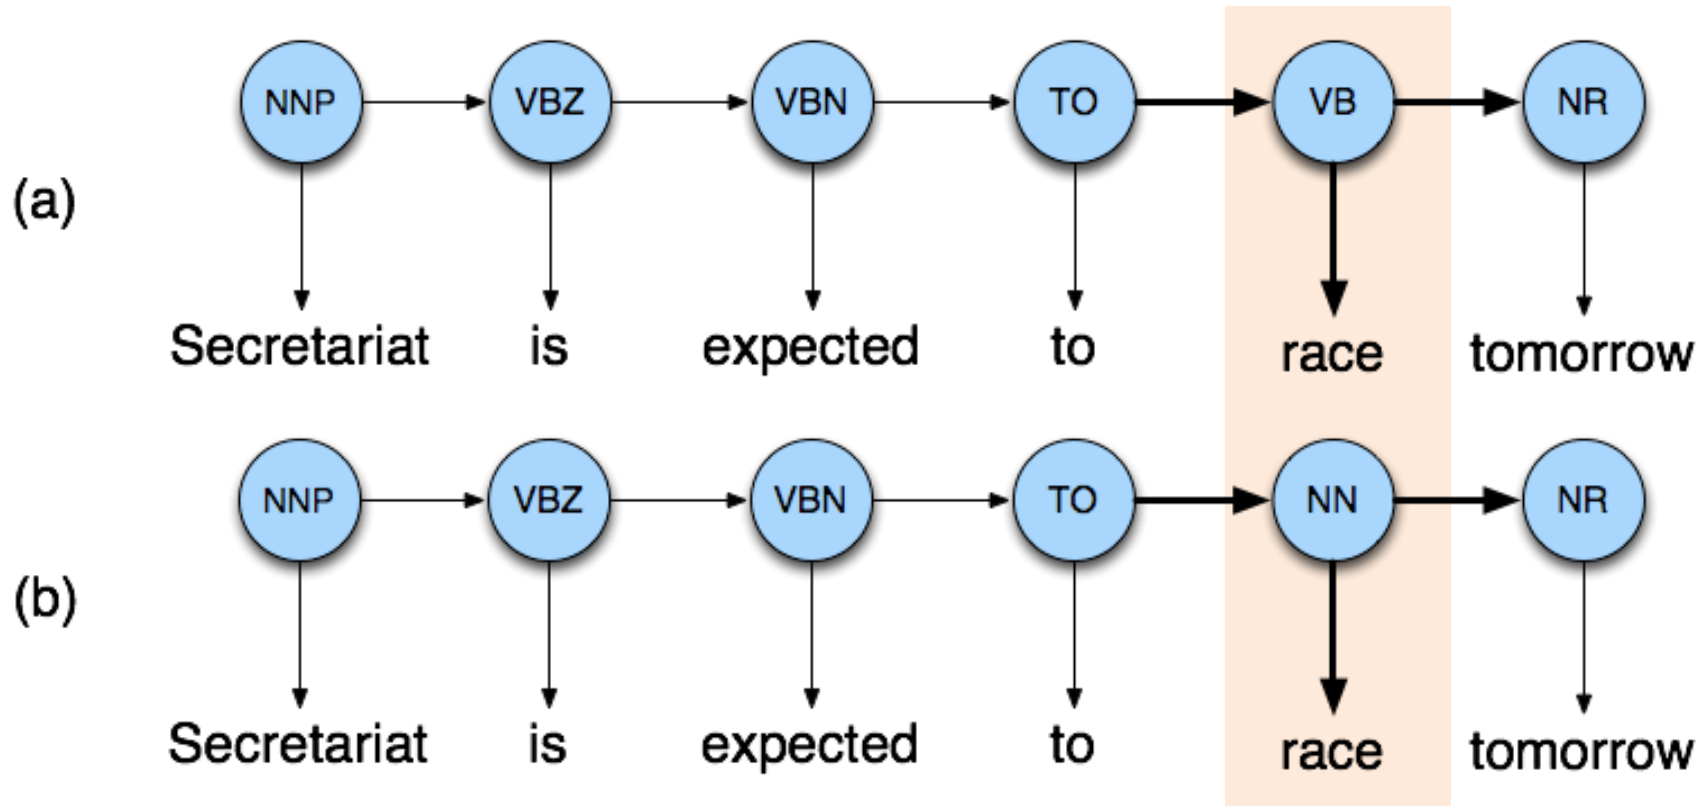 NNP VBZ VBN TO VB NR
(a)
Secretariat is expected to race tomorrow
NNP VBZ VBN TO NN NR
(b)
Secretariat is expected to race tomorrow